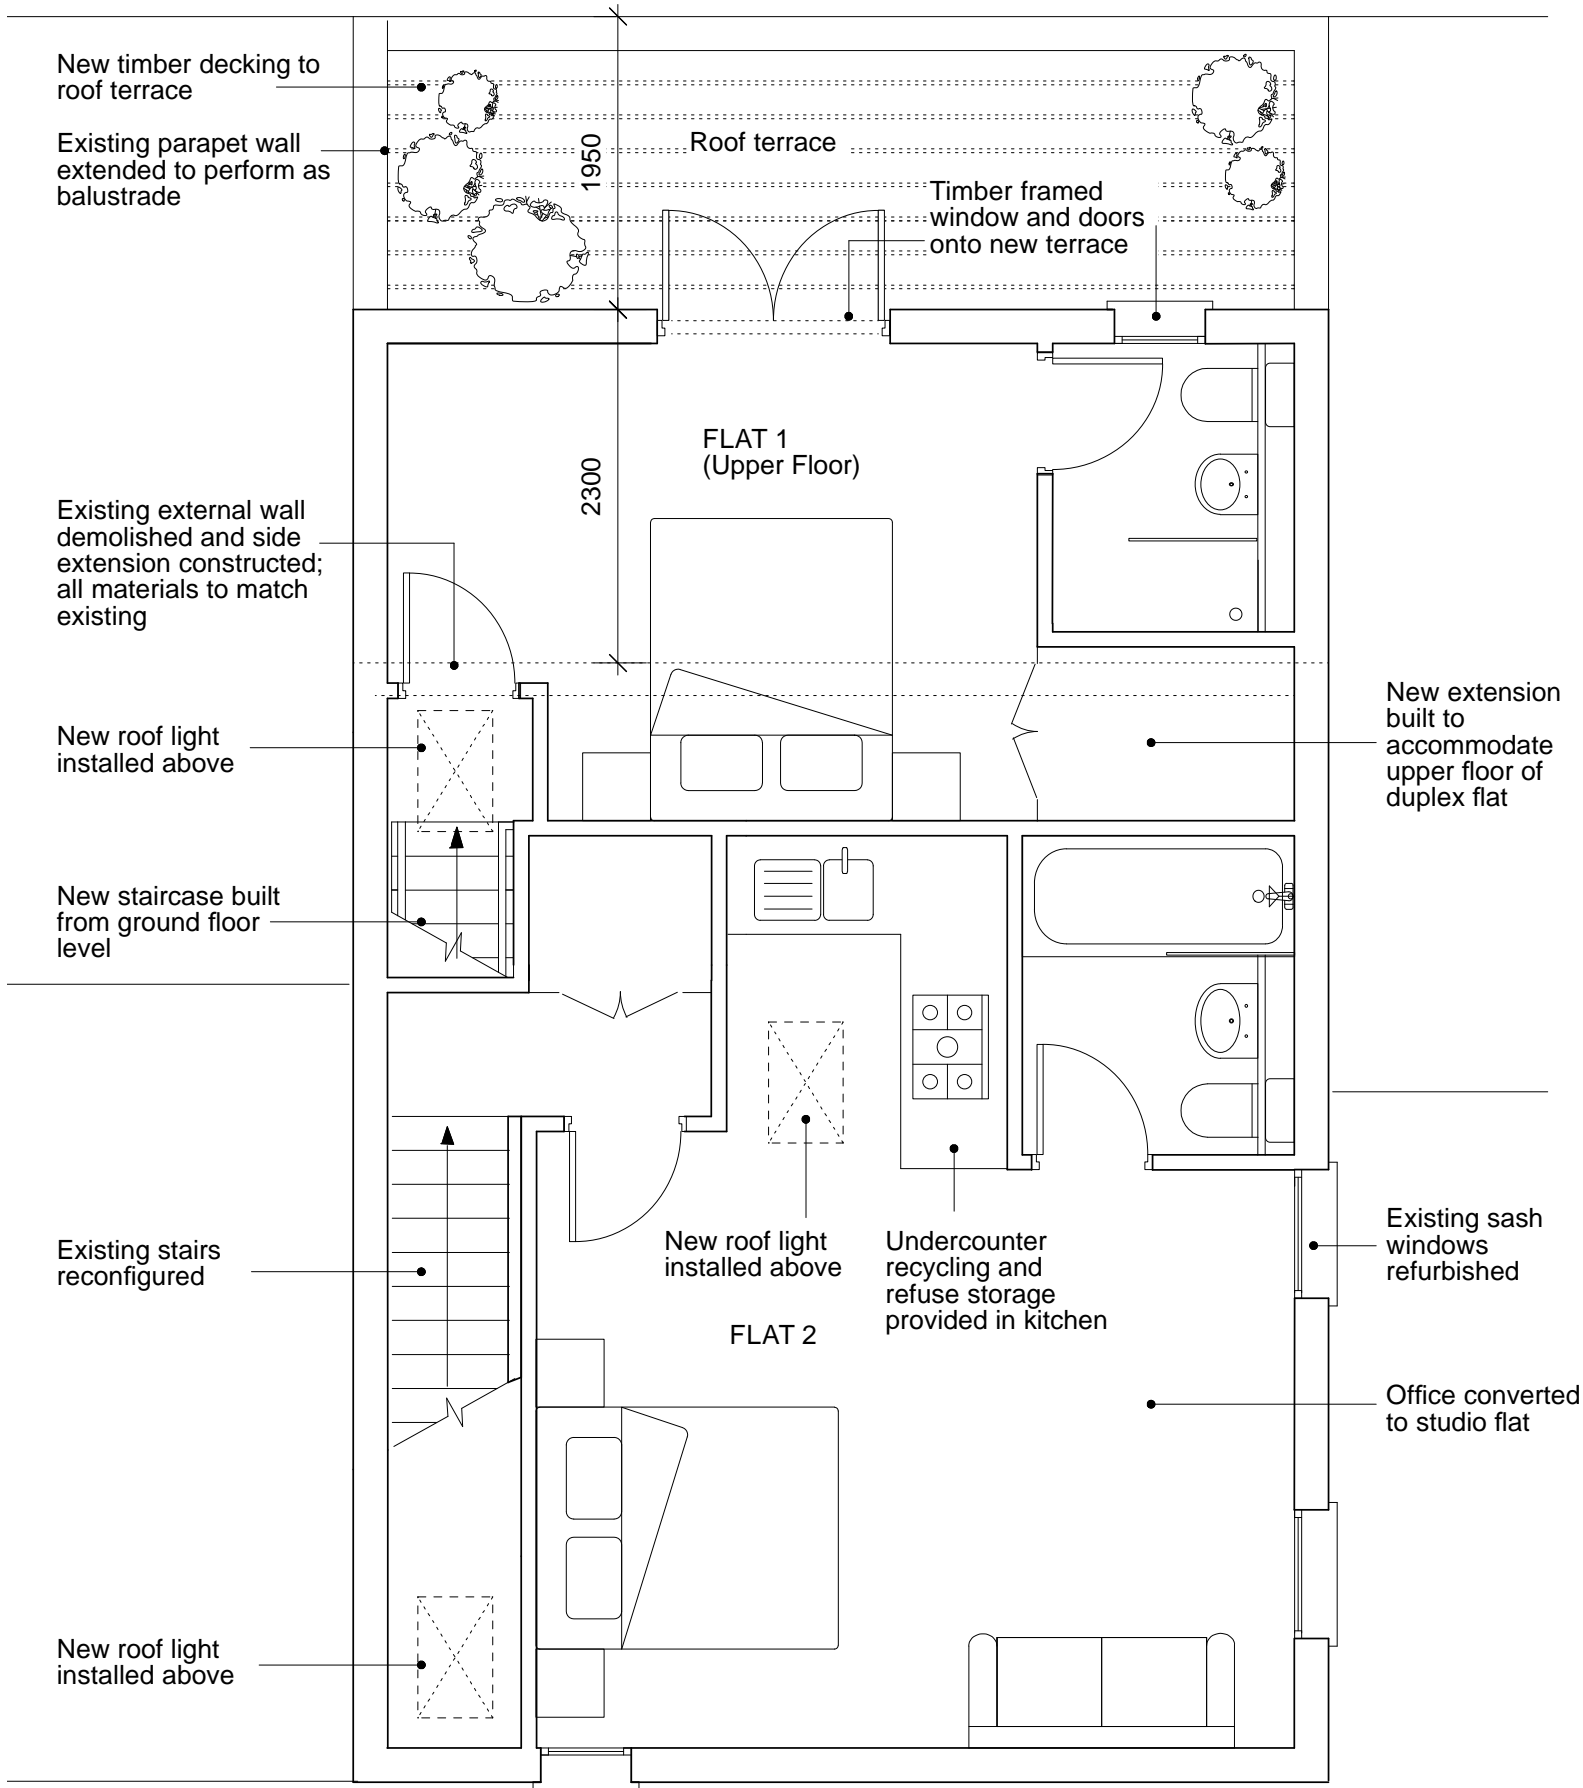 New timber decking to
roof terrace
Existing parapet wall
extended to perform as
balustrade
1950
Roof terrace
Timber framed
window and doors
onto new terrace
FLAT 1
(Upper Floor)
2300
Existing external wall
demolished and side
extension constructed;
all materials to match
existing
New roof light
installed above
New extension
built to
accommodate
upper floor of
duplex flat
New staircase built
from ground floor
level
Existing stairs
reconfigured
New roof light
installed above
Undercounter
recycling and
refuse storage
provided in kitchen
Existing sash
windows
refurbished
FLAT 2
Office converted
to studio flat
New roof light
installed above